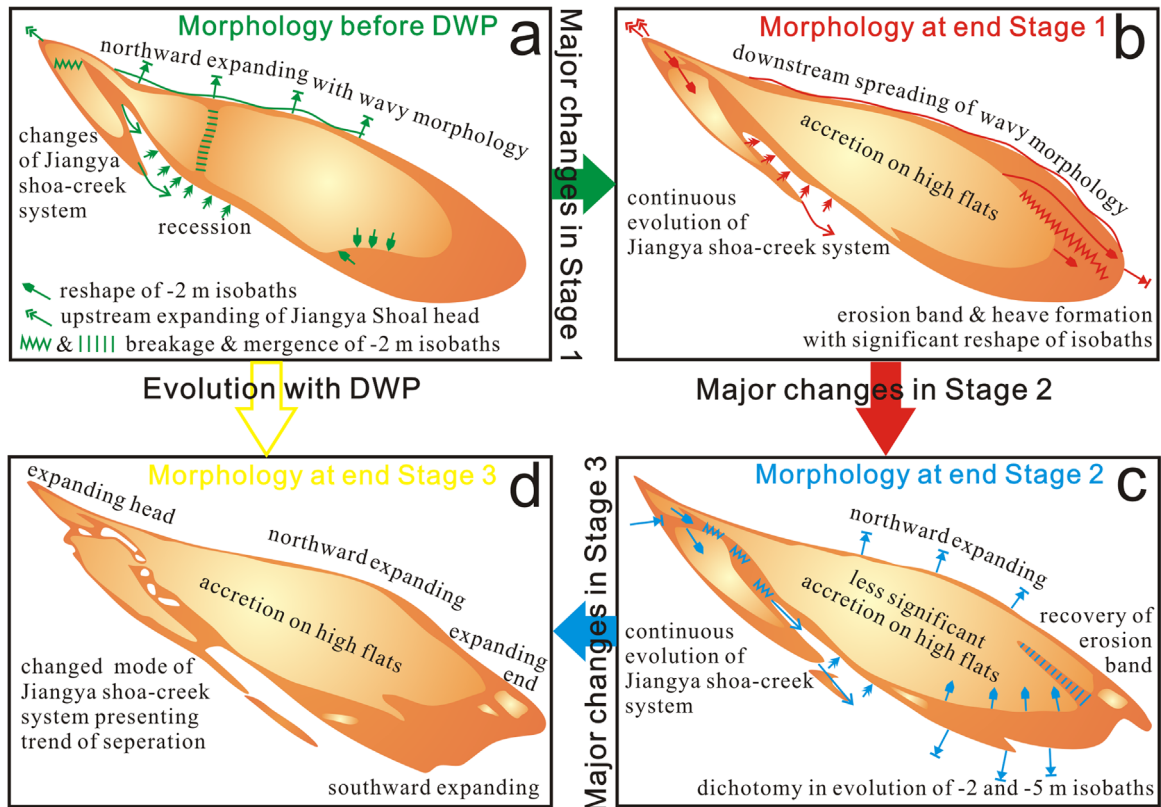 Morphology before DWP
a
northward expanding with wavy morphology
changes
of Jiangya
shoa-creek
system
recession
reshape of -2 m isobaths
upstream expanding of Jiangya Shoal head
& breakage & mergence of -2 m isobaths
Major changes in Stage 1
Morphology at end Stage 1
b
downstream spreading of wavy morphology
accretion on high flats
continuous
evolution of
Jiangya shoa-creek system
erosion band & heave formation
with significant reshape of isobaths
Evolution with DWP
Major changes in Stage 2
Morphology at end Stage 3
d
expanding head
northward expanding
accretion on high flats
expanding
end
changed mode of
Jiangya shoa-creek
system presenting
trend of seperation
southward expanding
Major changes in Stage 3
Morphology at end Stage 2
c
northward expanding
less significant
accretion on high flats
recovery of
erosion
band
continuous
evolution of
Jiangya shoa-creek
system
dichotomy in evolution of -2 and -5 m isobaths